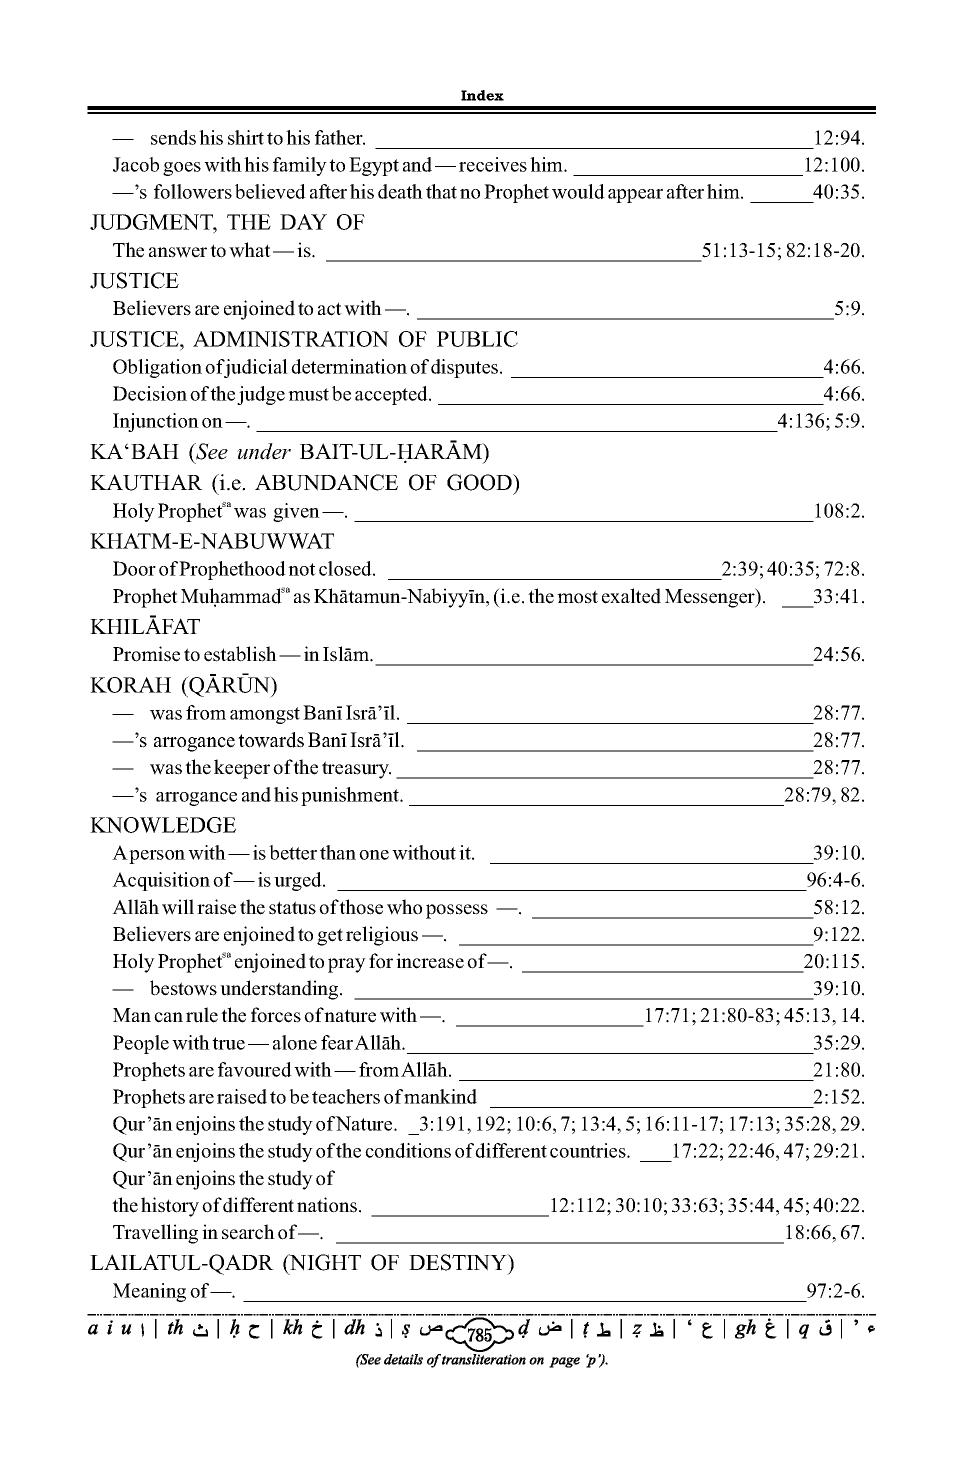 Index
— sends his shirt to his father. 12:94.
Jacob goes with his family to Egypt and — receives him. 12:100.
—’s followers believed after his death that no Prophet would appear after him. 40:35.
JUDGMENT, THE DAY OF
The answer to what — is. 51:13-15; 82:18-20.
JUSTICE
Believers are enjoined to act with —. 5:9.
JUSTICE, ADMINISTRATION OF PUBLIC
Obligation of judicial determination of disputes. 4:66.
Decision of the judge must be accepted. 4:66.
Injunction on —. 4:136; 5:9.
KA‘BAH (See under BAIT-UL-ḤARĀM)
KAUTHAR (i.e. ABUNDANCE OF GOOD)
Holy Prophetsa was given —. 108:2.
KHATM-E-NABUWWAT
Door of Prophethood not closed. 2:39; 40:35; 72:8.
Prophet Muḥammadsa as Khātamun-Nabiyyīn, (i.e. the most exalted Messenger). 33:41.
KHILĀFAT
Promise to establish — in Islām. 24:56.
KORAH (QĀRŪN)
— was from amongst Banī Isrā’īl. 28:77.
—’s arrogance towards Banī Isrā’īl. 28:77.
— was the keeper of the treasury. 28:77.
—’s arrogance and his punishment. 28:79, 82.
KNOWLEDGE
A person with — is better than one without it. 39:10.
Acquisition of — is urged. 96:4-6.
Allāh will raise the status of those who possess —. 58:12.
Believers are enjoined to get religious —. 9:122.
Holy Prophetsa enjoined to pray for increase of —. 20:115.
— bestows understanding. 39:10.
Man can rule the forces of nature with —. 17:71; 21:80-83; 45:13, 14.
People with true — alone fear Allāh. 35:29.
Prophets are favoured with — from Allāh. 21:80.
Prophets are raised to be teachers of mankind 2:152.
Qur’ān enjoins the study of Nature. 3:191, 192; 10:6, 7; 13:4, 5; 16:11-17; 17:13; 35:28, 29.
Qur’ān enjoins the study of the conditions of different countries. 17:22; 22:46, 47; 29:21.
Qur’ān enjoins the study of
the history of different nations. 12:112; 30:10; 33:63; 35:44, 45; 40:22.
Travelling in search of —. 18:66, 67.
LAILATUL-QADR (NIGHT OF DESTINY)
Meaning of —. 97:2-6.
a i u ا | th ث | ḥ ح | kh خ | dh ذ | ṣ ص 785 ḍ ض | ṭ ط | ẓ ظ | ‘ ع | gh غ | q ق | ’ ء
(See details of transliteration on page ‘p’).